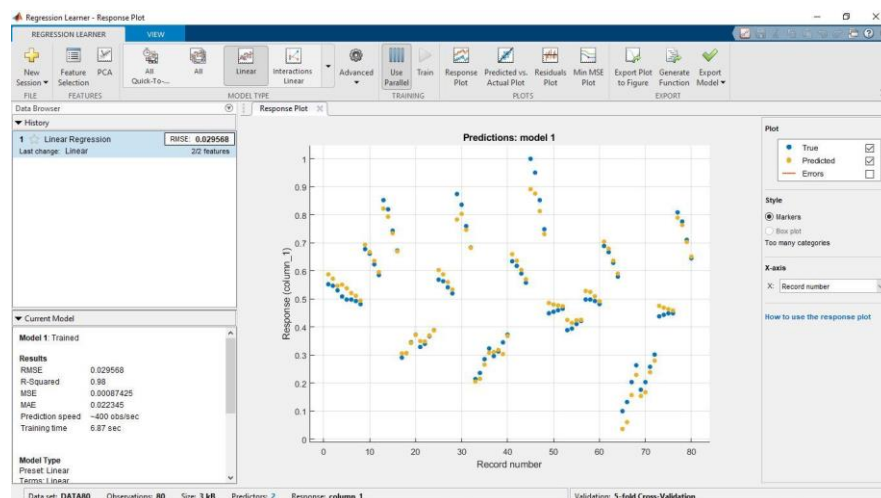 Regression Learner - Response Plot
REGRESSION LEARNER VIEW
New Session
Feature Selection
PCA
All Quick-To-...
All
Linear
Interactions Linear
Advanced
Use Parallel
Train
Response Plot
Predicted vs. Actual Plot
Residuals Plot
Min MSE Plot
Export Plot to Figure
Generate Function
Export Model
FILE FEATURES MODEL TYPE TRAINING PLOTS EXPORT
Data Browser
History
1 Linear Regression RMSE: 0.029568
Last change: Linear 2/2 features
Current Model
Model 1: Trained
Results
RMSE 0.029568
R-Squared 0.98
MSE 0.00087425
MAE 0.022345
Prediction speed ~400 obs/sec
Training time 6.87 sec
Model Type
Preset: Linear
Terms: Linear
Response Plot
Predictions: model 1
Response (column_1)
1
0.9
0.8
0.7
0.6
0.5
0.4
0.3
0.2
0.1
0
0 10 20 30 40 50 60 70 80
Record number
Plot
True
Predicted
Errors
Style
Markers
Box plot
Too many categories
X-axis
X: Record number
How to use the response plot
Data set: DATA80 Observations: 80 Size: 3 kB Predictors: 2 Response: column_1 Validation: 5-fold Cross-Validation